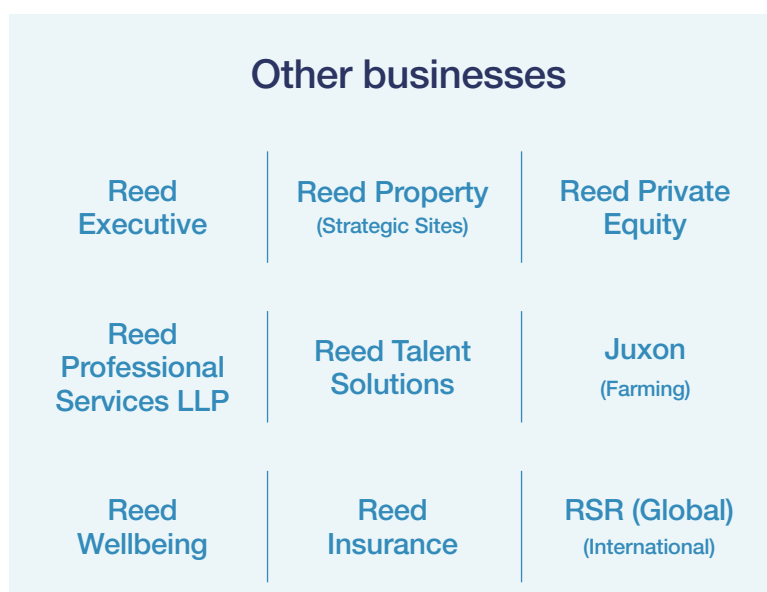 Other businesses
Reed
Executive
Reed Property
(Strategic Sites)
Reed Private
Equity
Reed
Professional
Services LLP
Reed Talent
Solutions
Juxon
(Farming)
Reed
Wellbeing
Reed
Insurance
RSR (Global)
(International)